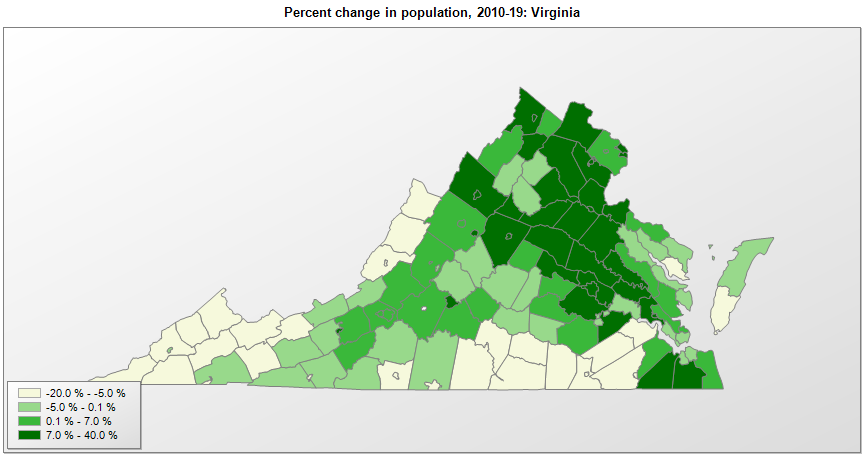 Percent change in population, 2010-19: Virginia
-20.0 % - -5.0 %
-5.0 % - 0.1 %
0.1 % - 7.0 %
7.0 % - 40.0 %